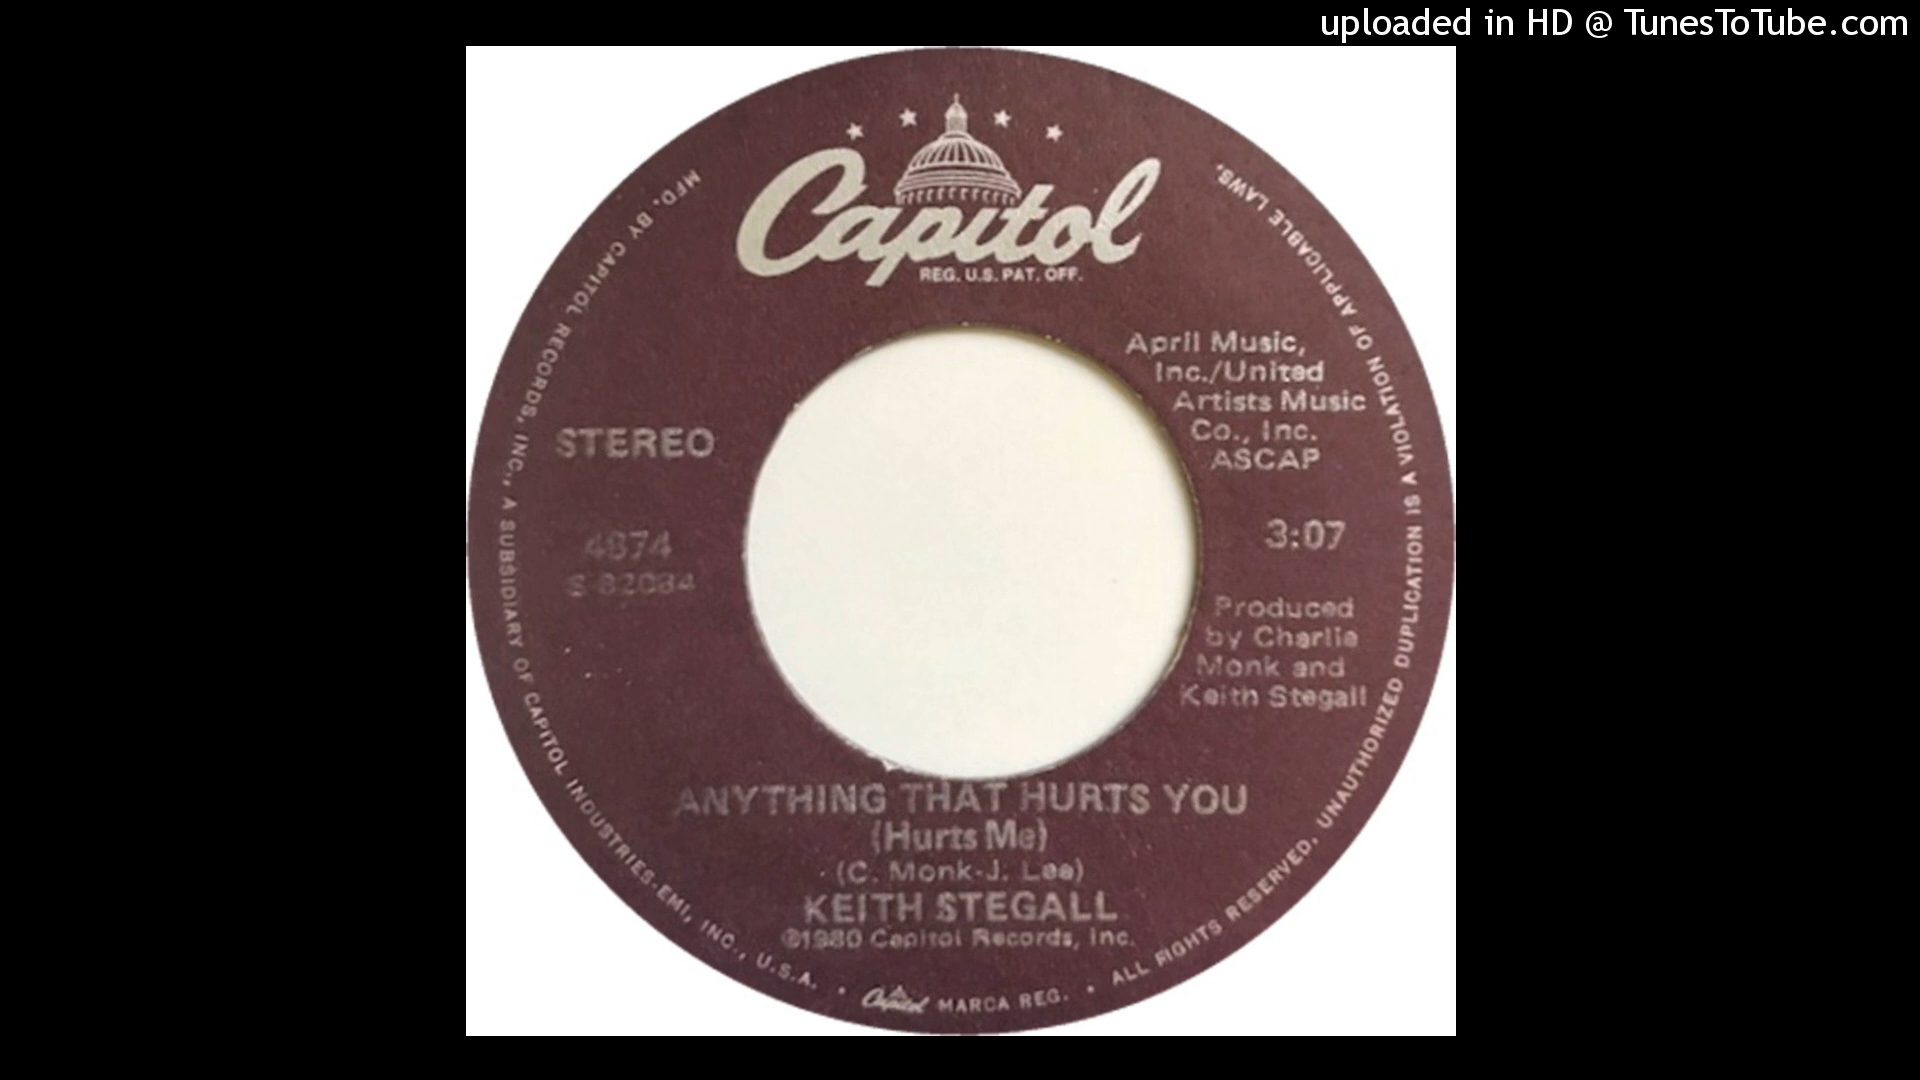 uploaded in HD @ TunesToTube.com
Capitol
REG. U.S. PAT. OFF.
MFD. BY CAPITOL RECORDS, INC., A SUBSIDIARY OF CAPITOL INDUSTRIES-EMI, INC., U.S.A. • Capitol MARCA REG. • ALL RIGHTS RESERVED. UNAUTHORIZED DUPLICATION IS A VIOLATION OF APPLICABLE LAWS.
April Music,
Inc./United
Artists Music
Co., Inc.
ASCAP
STEREO
4874
3:07
Produced
by Charlie
Monk and
Keith Stegall
ANYTHING THAT HURTS YOU
(Hurts Me)
(C. Monk-J. Lee)
KEITH STEGALL
℗1980 Capitol Records, Inc.